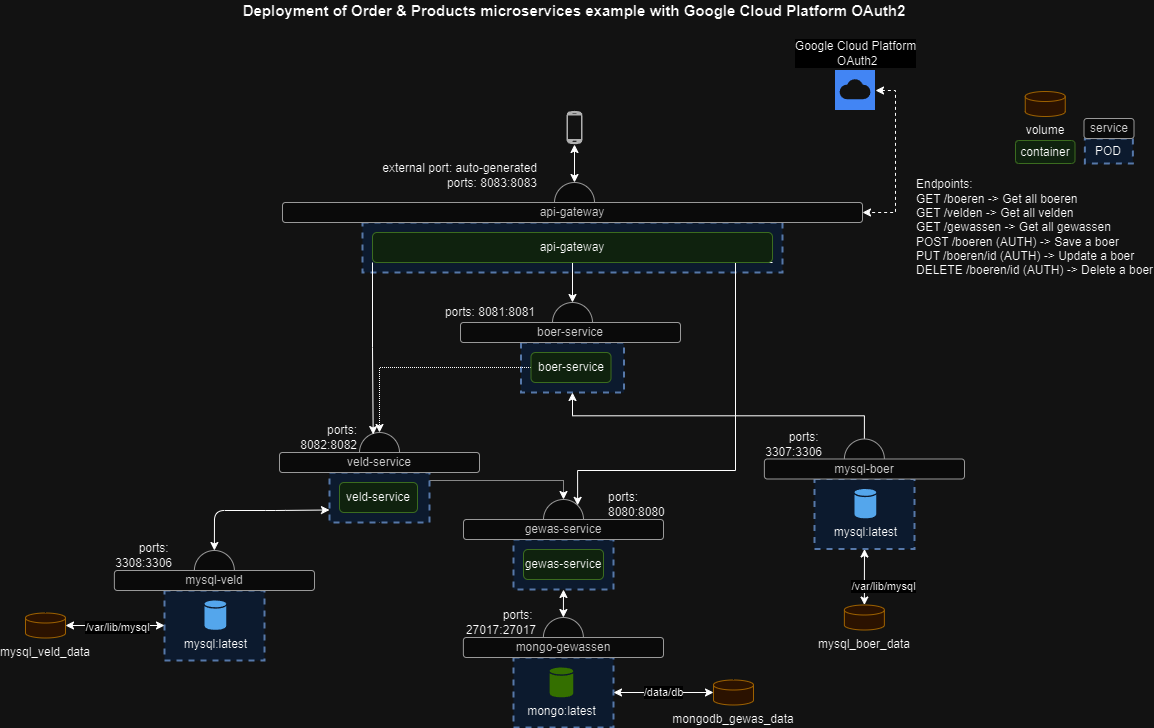 Deployment of Order & Products microservices example with Google Cloud Platform OAuth2
Google Cloud Platform
OAuth2
volume
service
container
POD
external port: auto-generated
ports: 8083:8083
api-gateway
api-gateway
Endpoints:
GET /boeren -> Get all boeren
GET /velden -> Get all velden
GET /gewassen -> Get all gewassen
POST /boeren (AUTH) -> Save a boer
PUT /boeren/id (AUTH) -> Update a boer
DELETE /boeren/id (AUTH) -> Delete a boer
ports: 8081:8081
boer-service
boer-service
ports:
8082:8082
veld-service
veld-service
ports:
3307:3306
mysql-boer
mysql:latest
/var/lib/mysql
mysql_boer_data
ports:
8080:8080
gewas-service
gewas-service
ports:
3308:3306
mysql-veld
mysql:latest
/var/lib/mysql
mysql_veld_data
ports:
27017:27017
mongo-gewassen
mongo:latest
/data/db
mongodb_gewas_data